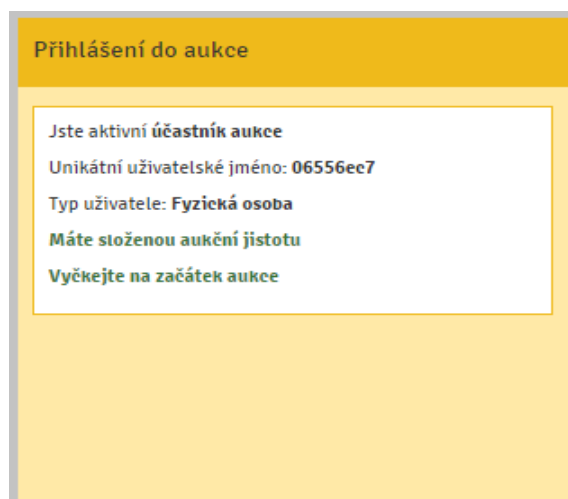 Přihlášení do aukce
Jste aktivní účastník aukce
Unikátní uživatelské jméno: 06556ec7
Typ uživatele: Fyzická osoba
Máte složenou aukční jistotu
Vyčkejte na začátek aukce